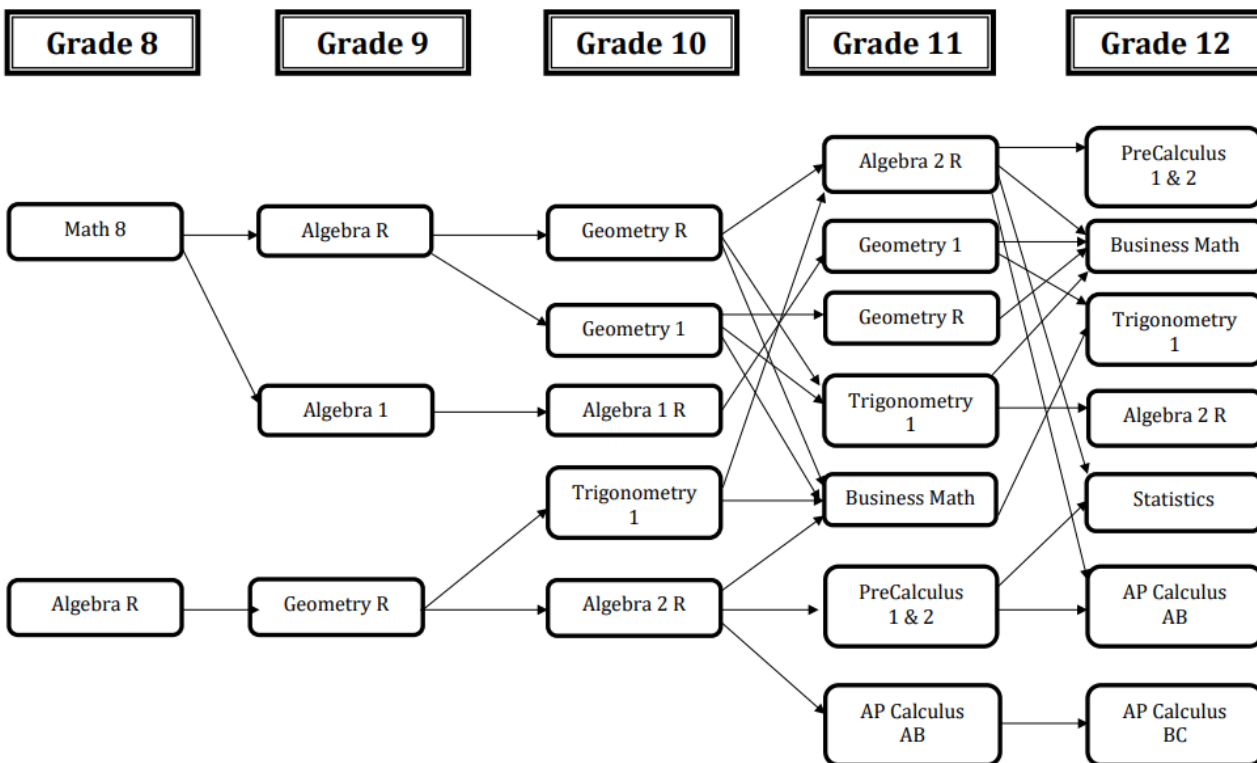 Grade 8
Grade 9
Grade 10
Grade 11
Grade 12
Math 8
Algebra R
Algebra R
Geometry R
Algebra 1
Geometry R
Geometry 1
Algebra 1 R
Trigonometry
1
Algebra 2 R
Algebra 2 R
Geometry 1
Geometry R
Trigonometry
1
Business Math
PreCalculus
1 & 2
AP Calculus
AB
PreCalculus
1 & 2
Business Math
Trigonometry
1
Algebra 2 R
Statistics
AP Calculus
AB
AP Calculus
BC